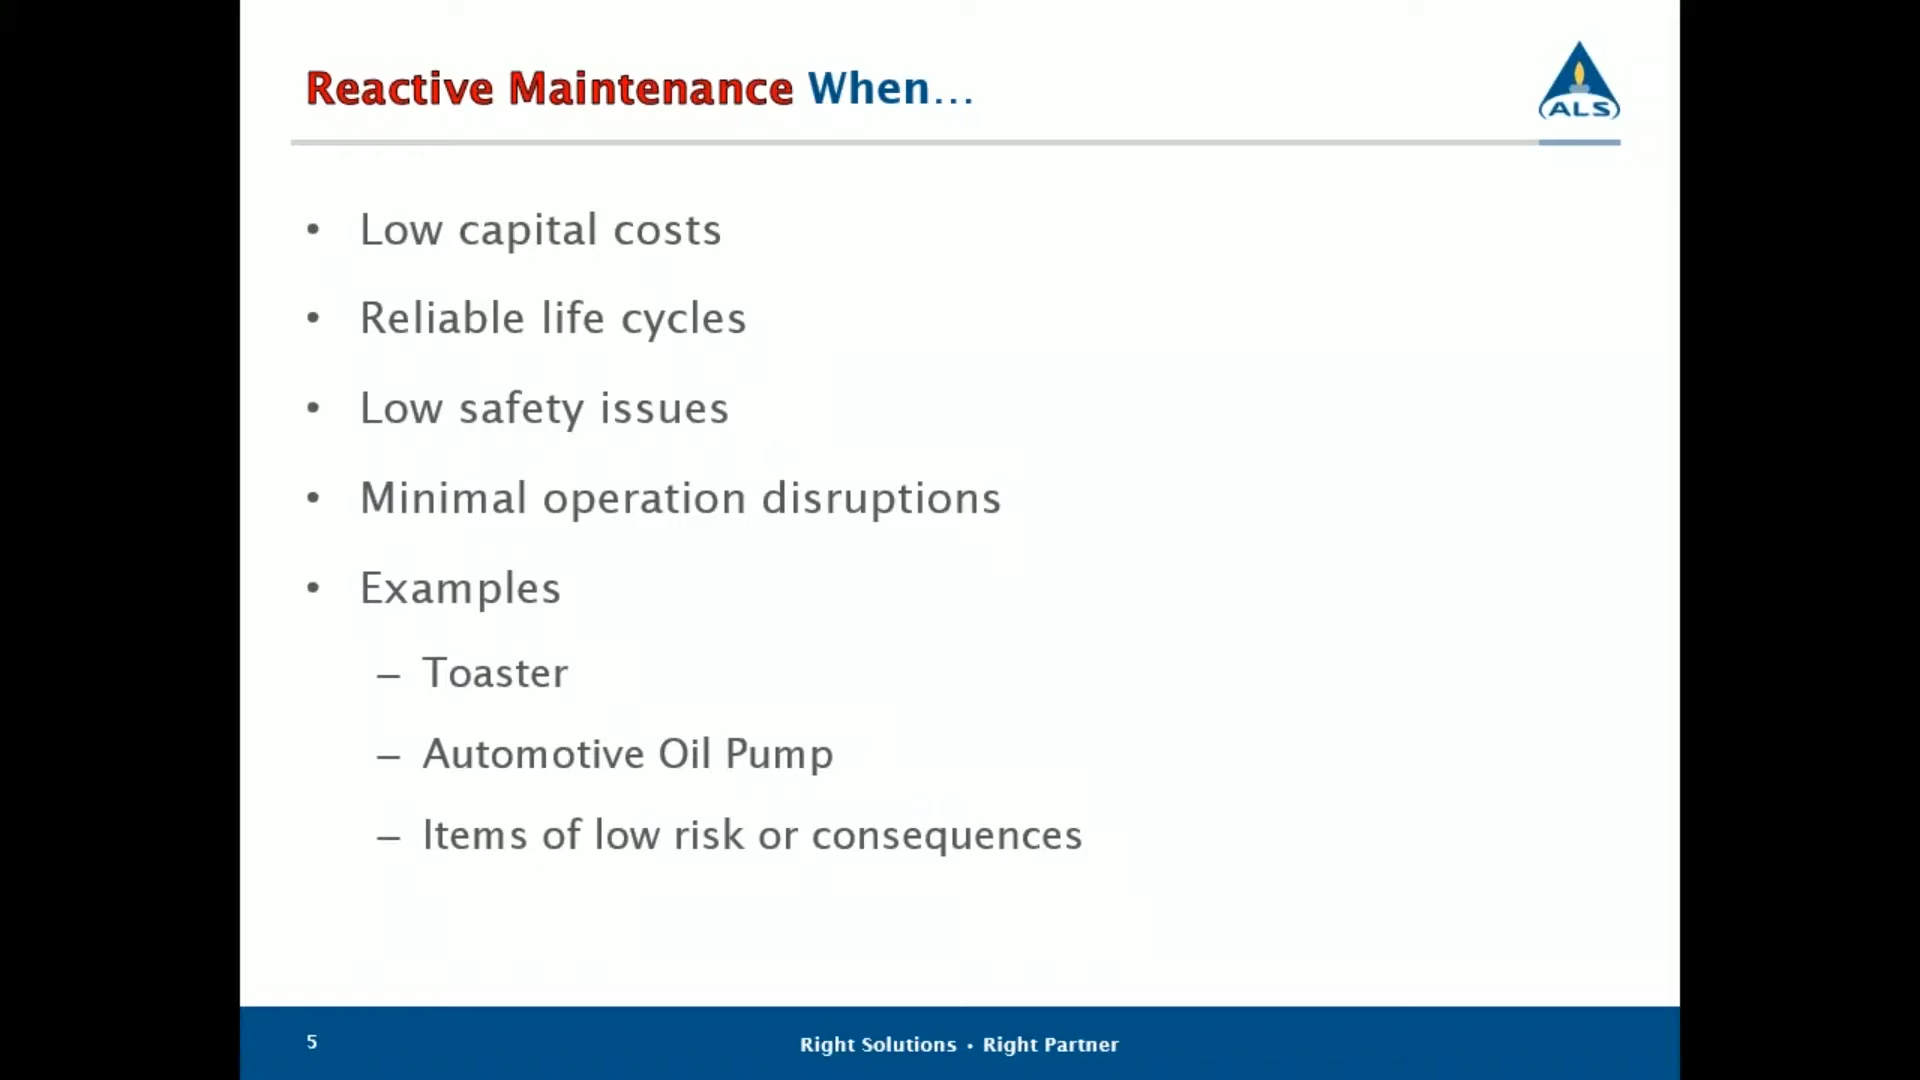 Reactive Maintenance When...
ALS
• Low capital costs
• Reliable life cycles
• Low safety issues
• Minimal operation disruptions
• Examples
– Toaster
– Automotive Oil Pump
– Items of low risk or consequences
5
Right Solutions • Right Partner